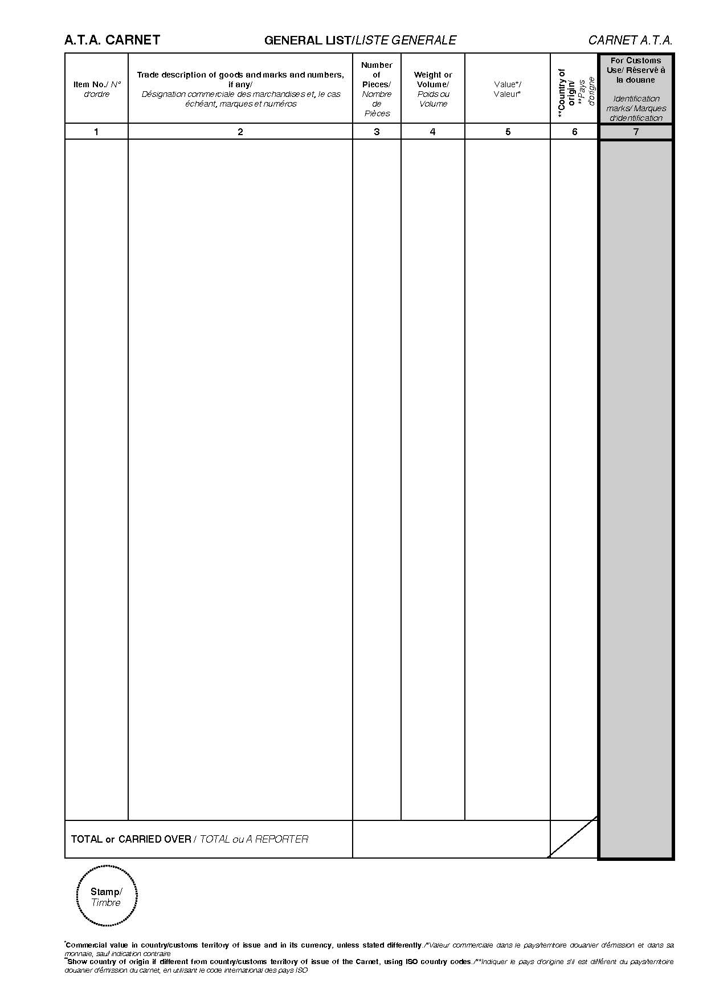 A.T.A. CARNET GENERAL LIST/LISTE GENERALE CARNET A.T.A.
Item No./ N°
d'ordre
Trade description of goods and marks and numbers,
if any/
Désignation commerciale des marchandises et, le cas
échéant, marques et numéros
Number
of
Pieces/
Nombre
de
Pièces
Weight or
Volume/
Poids ou
Volume
Value*/
Valeur*
**Country of
origin/
**Pays
d'origne
For Customs
Use/ Réservé à
la douane
Identification
marks/ Marques
d'identification
1 2 3 4 5 6 7
TOTAL or CARRIED OVER / TOTAL ou A REPORTER
Stamp/
Timbre
*Commercial value in country/customs territory of issue and in its currency, unless stated differently./*Valeur commerciale dans le pays/territoire douanier d'émission et dans sa
monnaie, sauf indication contraire
**Show country of origin if different from country/customs territory of issue of the Carnet, using ISO country codes./**Indiquer le pays d'origine s'il est différent du pays/territoire
douanier d'émission du carnet, en utilisant le code international des pays ISO